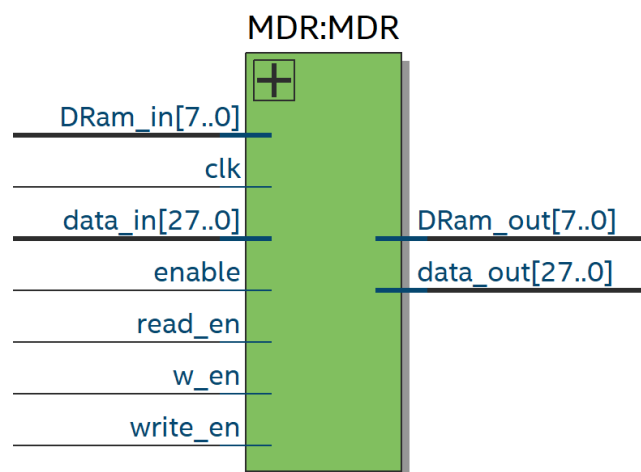 MDR:MDR
DRam_in[7..0]
clk
data_in[27..0]
enable
read_en
w_en
write_en
DRam_out[7..0]
data_out[27..0]